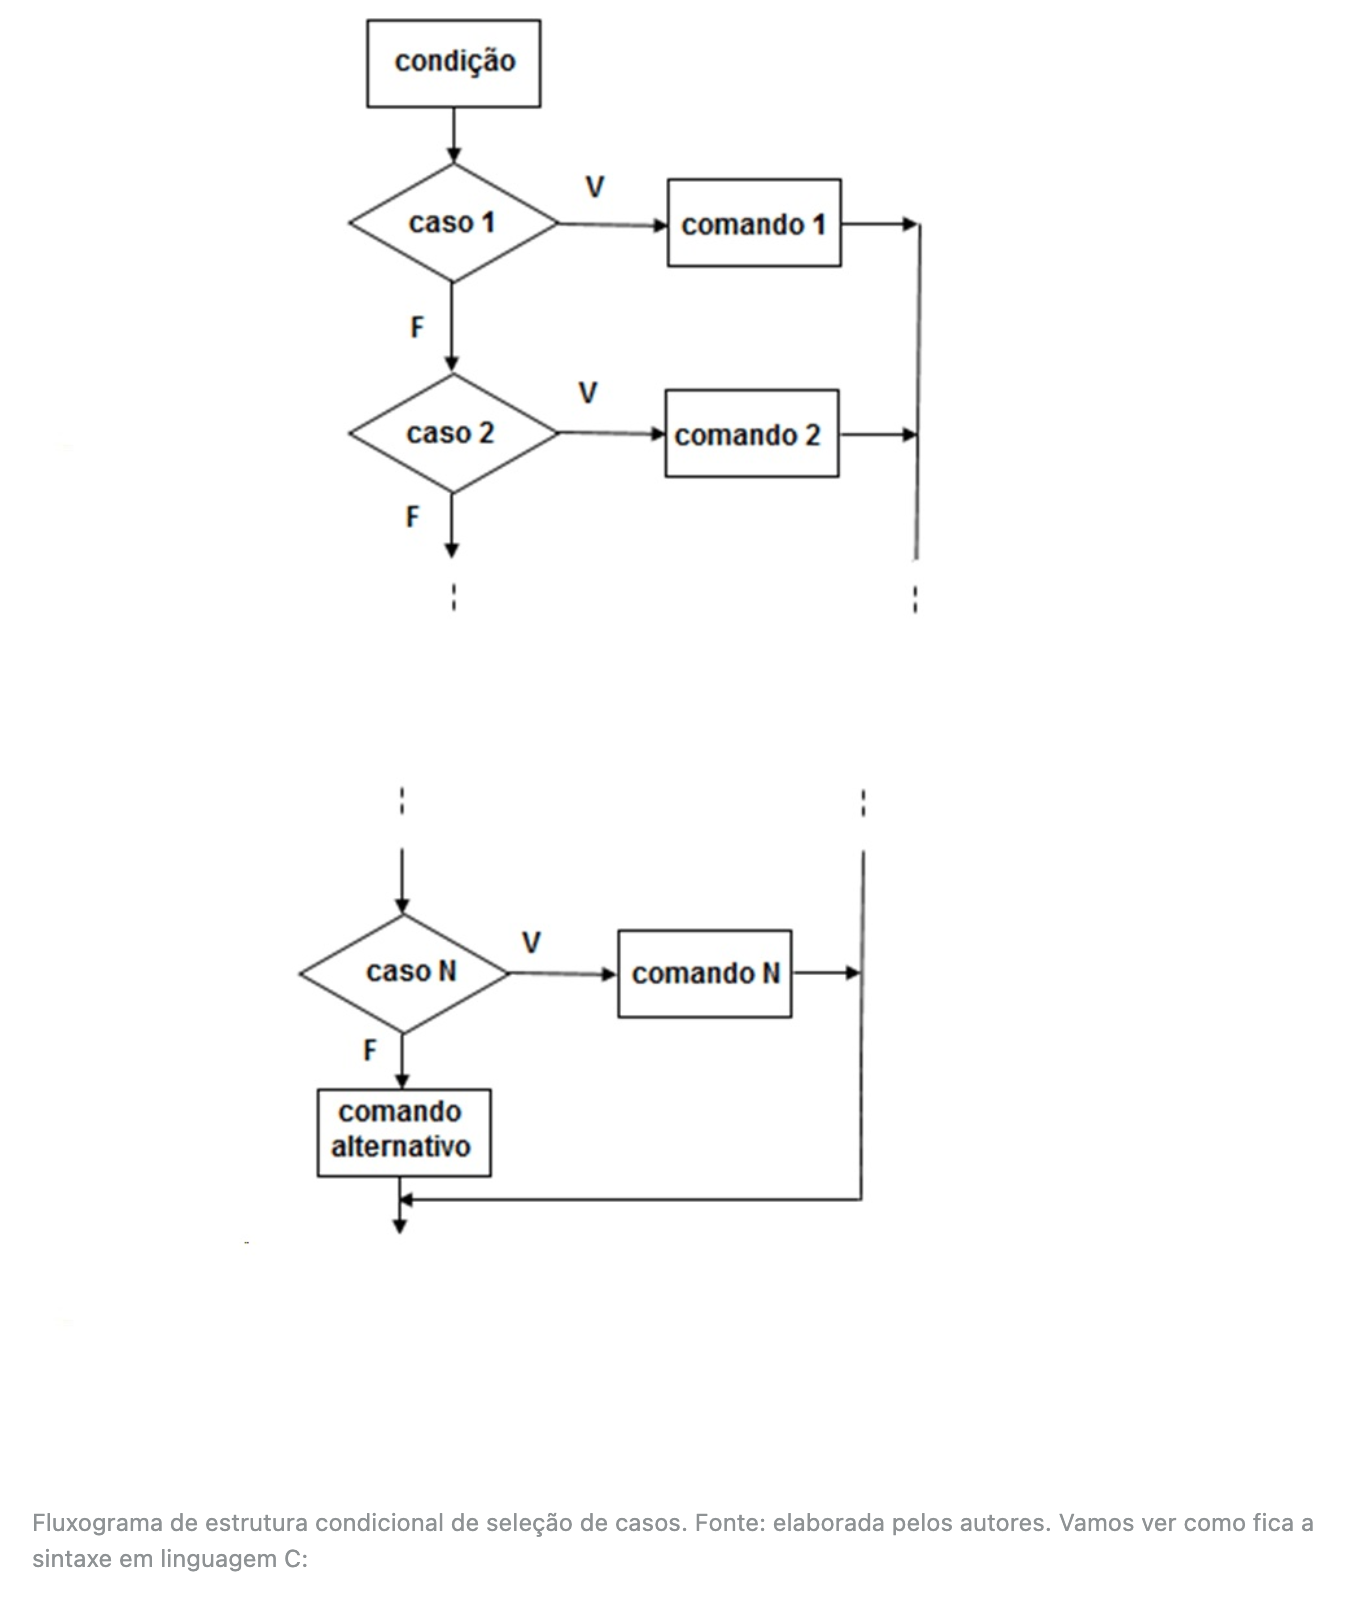 condição
caso 1
V
comando 1
F
caso 2
V
comando 2
F
caso N
V
comando N
F
comando
alternativo
Fluxograma de estrutura condicional de seleção de casos. Fonte: elaborada pelos autores. Vamos ver como fica a
sintaxe em linguagem C: